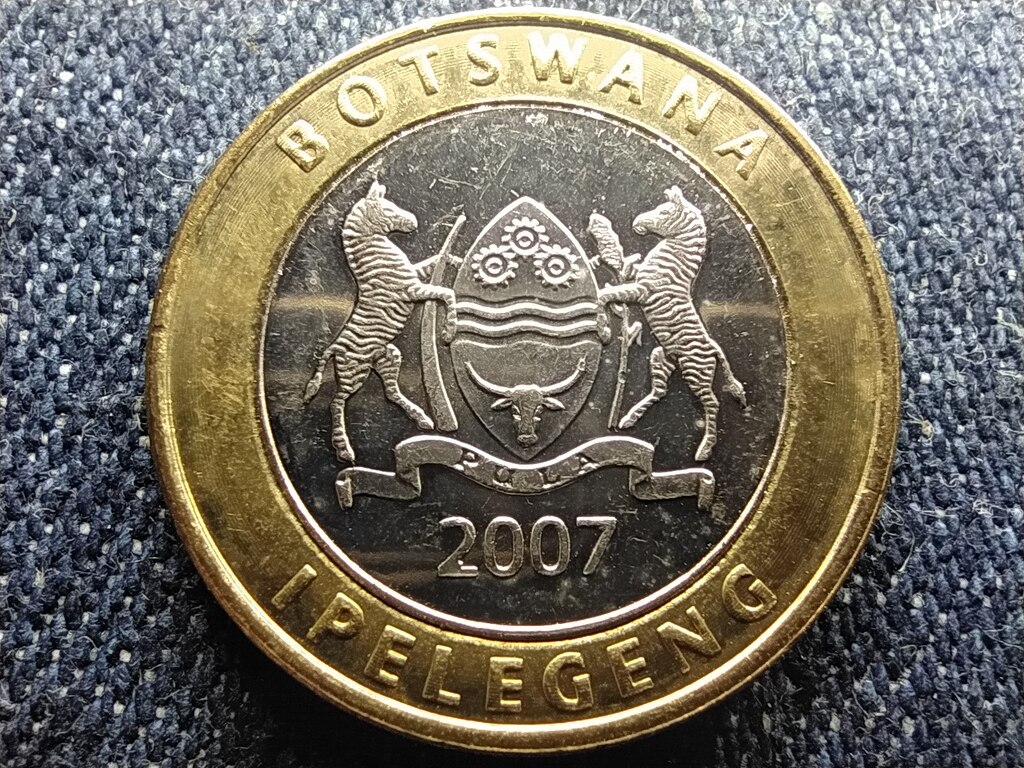 BOTSWANA
PULA
2007
IPELEGENG